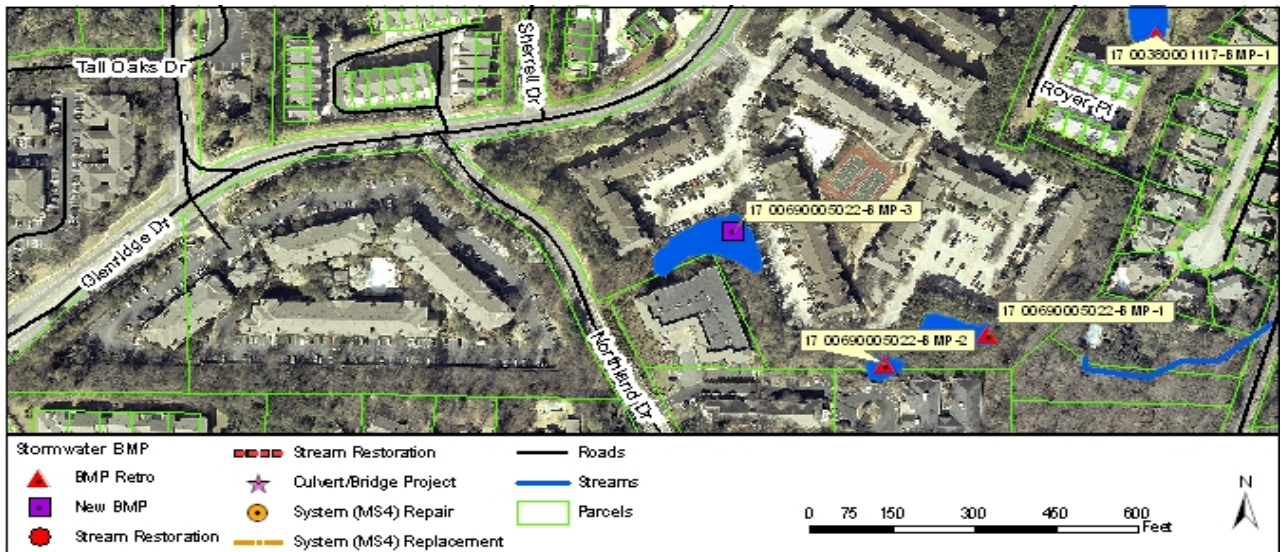 17 00380001117-BMP-1
Tall Oaks Dr
Sherrell Dr
Royer Pl
17 00690005022-BMP-3
Glenridge Dr
17 00690005022-BMP-1
17 00690005022-BMP-2
Northland Dr
Stormwater BMP
BMP Retro
New BMP
Stream Restoration
Stream Restoration
Culvert/Bridge Project
System (MS4) Repair
System (MS4) Replacement
Roads
Streams
Parcels
0 75 150 300 450 600
Feet
N